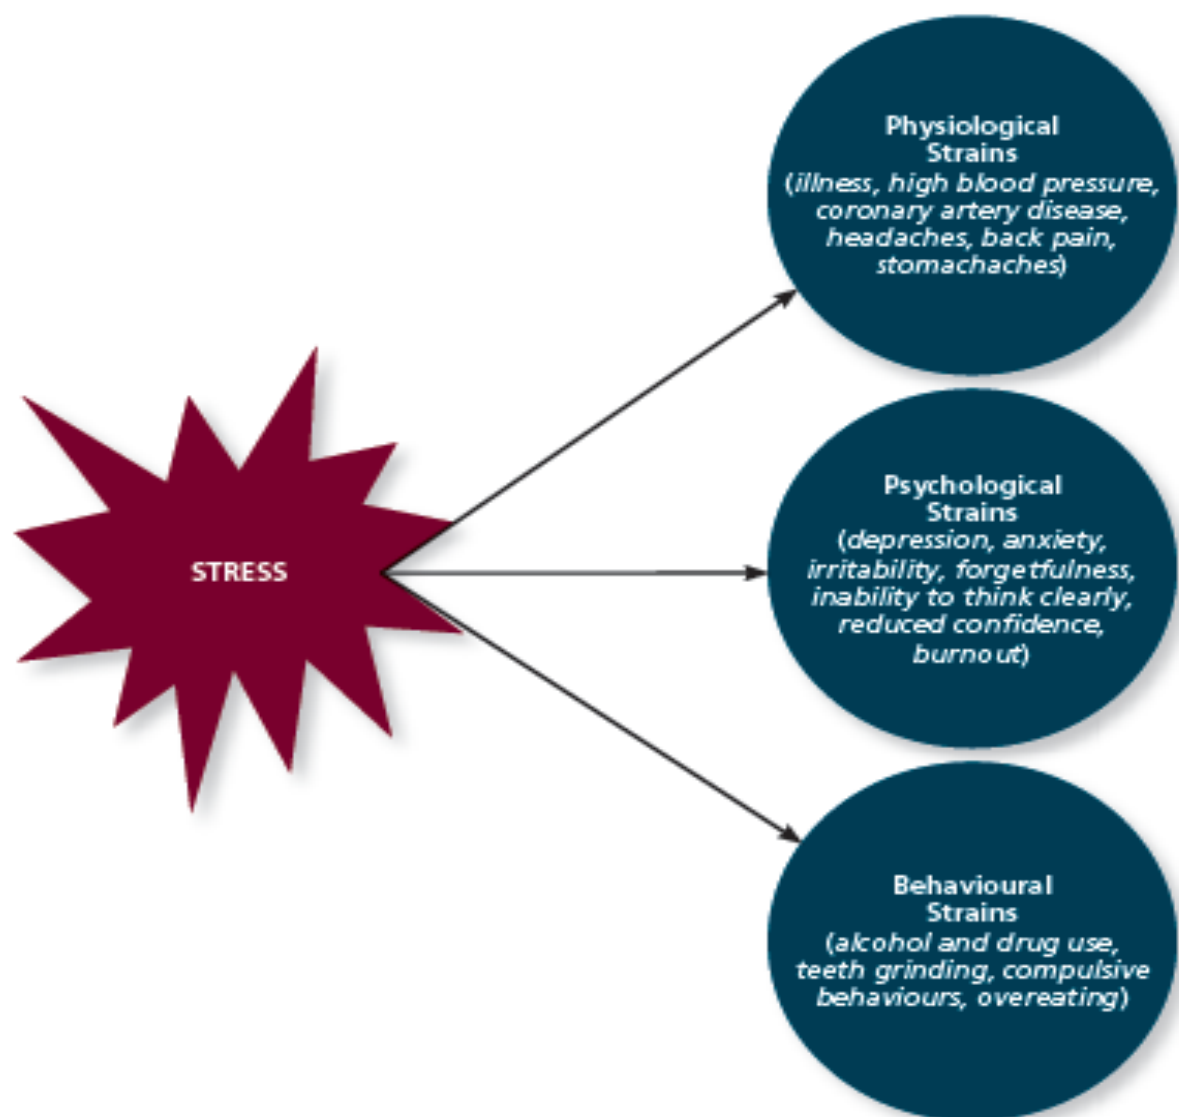 Physiological
Strains
(illness, high blood pressure,
coronary artery disease,
headaches, back pain,
stomachaches)
STRESS
Psychological
Strains
(depression, anxiety,
irritability, forgetfulness,
inability to think clearly,
reduced confidence,
burnout)
Behavioural
Strains
(alcohol and drug use,
teeth grinding, compulsive
behaviours, overeating)